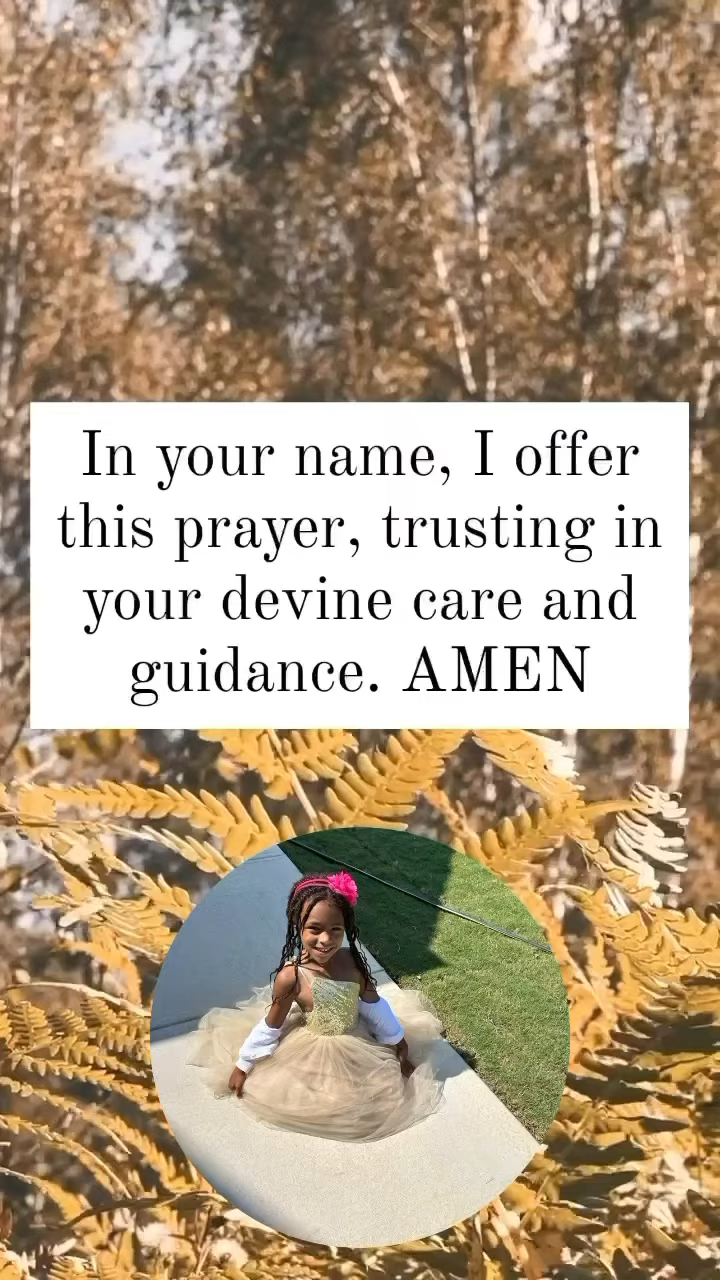 In your name, I offer
this prayer, trusting in
your devine care and
guidance. AMEN